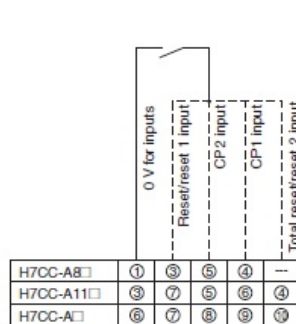 0 V for inputs
Reset/reset 1 input
CP2 input
CP1 input
Total reset/reset 2 input
H7CC-A8□ ① ③ ⑤ ④ ---
H7CC-A11□ ③ ⑦ ⑤ ⑥ ④
H7CC-A□ ⑥ ⑦ ⑧ ⑨ ⑩